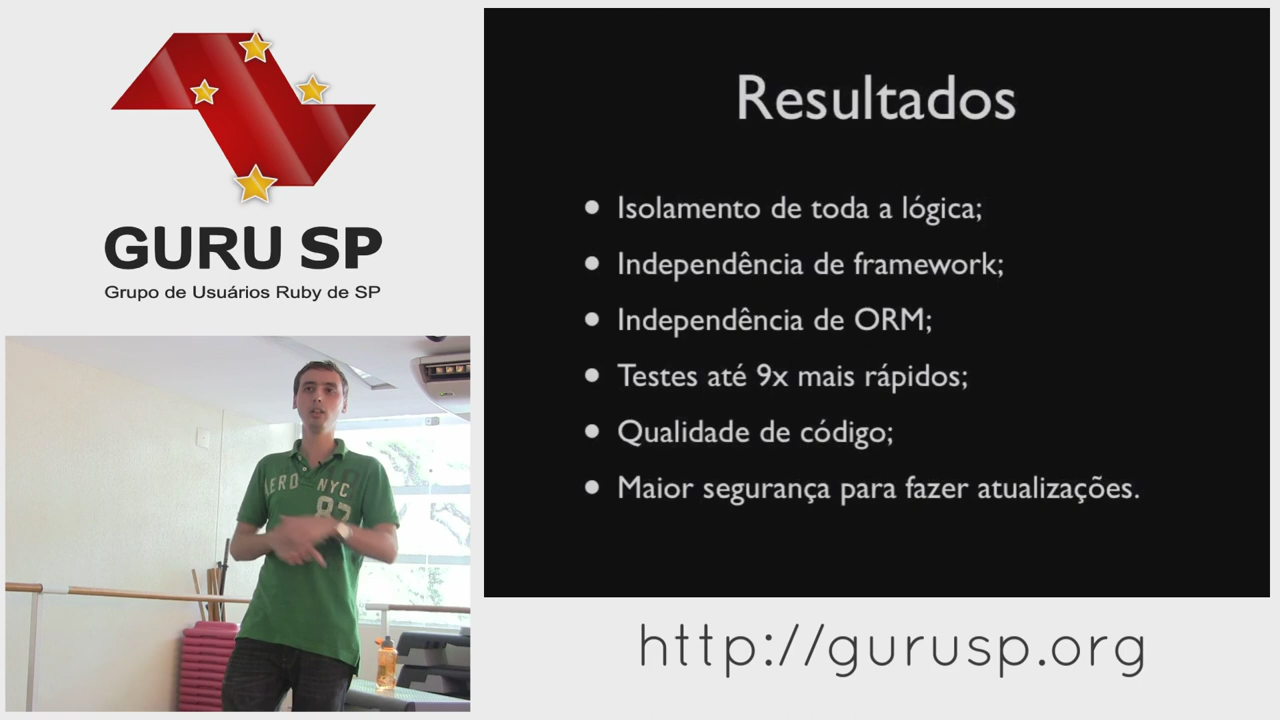 GURU SP
Grupo de Usuários Ruby de SP
AERO NYC
87
Resultados
• Isolamento de toda a lógica;
• Independência de framework;
• Independência de ORM;
• Testes até 9x mais rápidos;
• Qualidade de código;
• Maior segurança para fazer atualizações.
http://gurusp.org